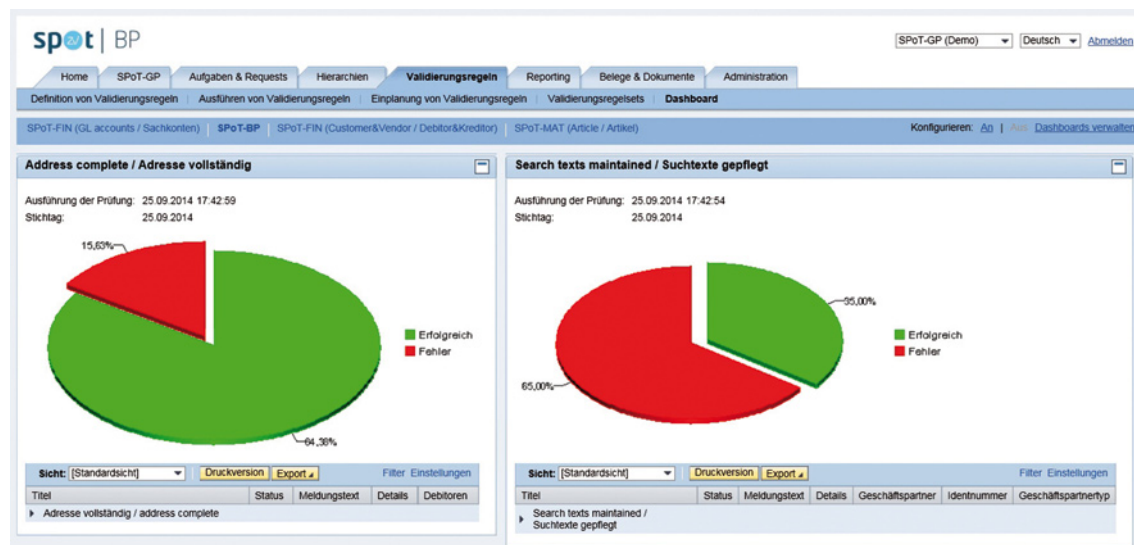 spot | BP
SPoT-GP (Demo) Deutsch Abmelden
Home SPoT-GP Aufgaben & Requests Hierarchien Validierungsregeln Reporting Belege & Dokumente Administration
Definition von Validierungsregeln Ausführen von Validierungsregeln Einplanung von Validierungsregeln Validierungsregelsets Dashboard
SPoT-FIN (GL accounts / Sachkonten) SPoT-BP SPoT-FIN (Customer&Vendor / Debitor&Kreditor) SPoT-MAT (Article / Artikel) Konfigurieren: An | Aus Dashboards verwalten
Address complete / Adresse vollständig
Ausführung der Prüfung: 25.09.2014 17:42:59
Stichtag: 25.09.2014
15,63%
Erfolgreich
Fehler
84,38%
Sicht: [Standardsicht] Druckversion Export Filter Einstellungen
Titel Status Meldungstext Details Debitoren
Adresse vollständig / address complete
Search texts maintained / Suchtexte gepflegt
Ausführung der Prüfung: 25.09.2014 17:42:54
Stichtag: 25.09.2014
35,00%
Erfolgreich
Fehler
65,00%
Sicht: [Standardsicht] Druckversion Export Filter Einstellungen
Titel Status Meldungstext Details Geschäftspartner Identnummer Geschäftspartnertyp
Search texts maintained /
Suchtexte gepflegt